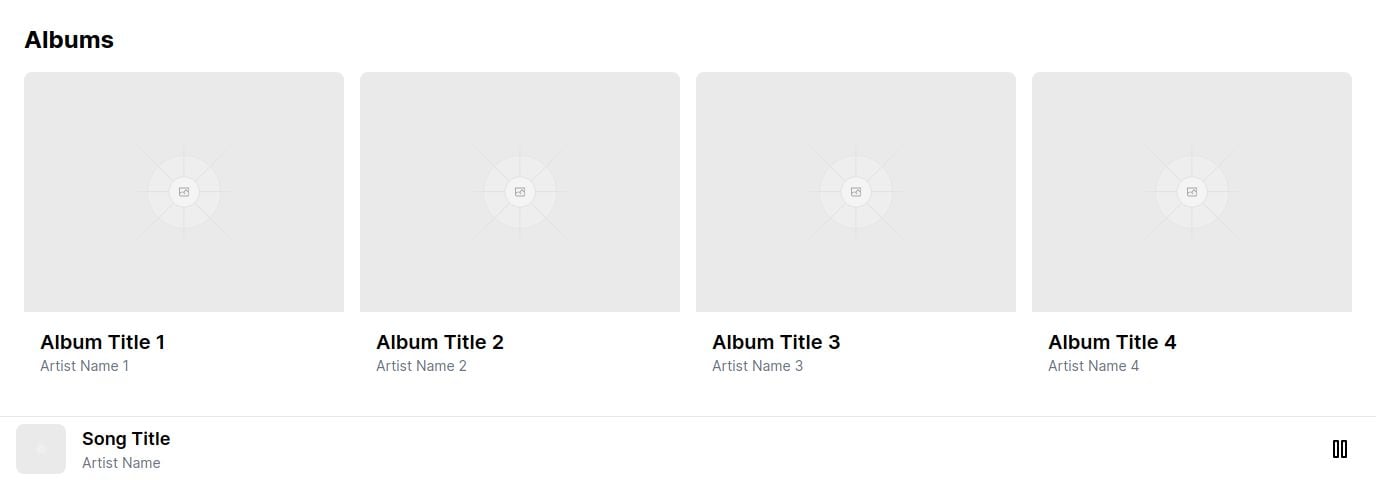 Albums
Album Title 1
Artist Name 1
Album Title 2
Artist Name 2
Album Title 3
Artist Name 3
Album Title 4
Artist Name 4
Song Title
Artist Name